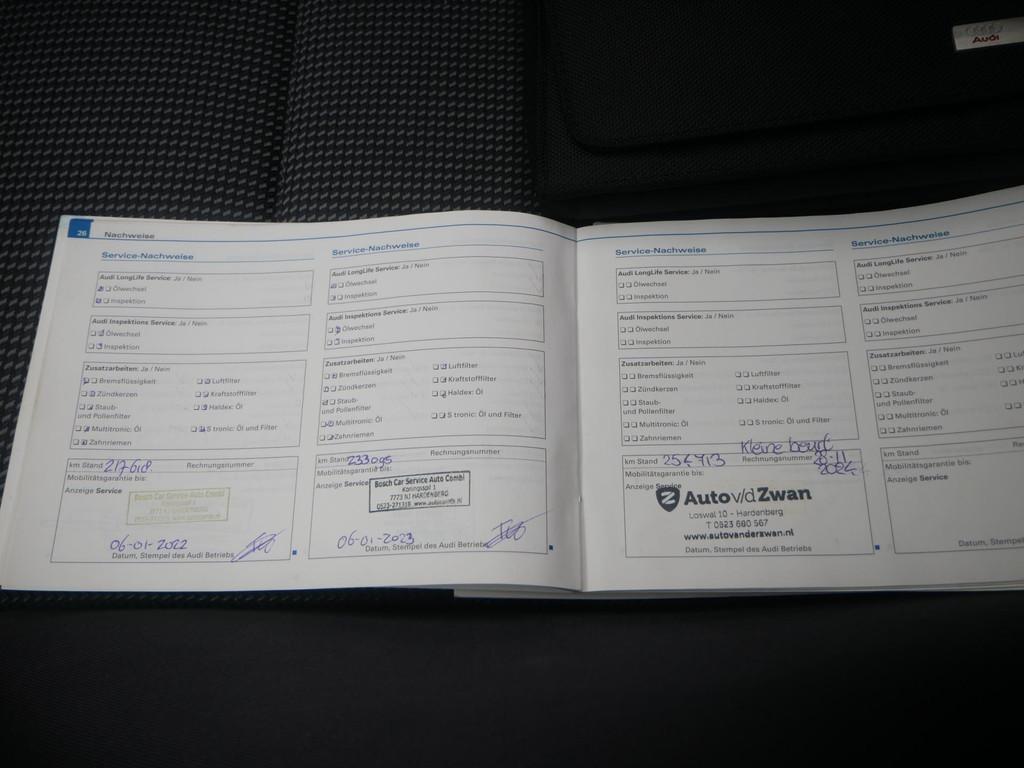 Audi
26 Nachweise
Service-Nachweise
Audi LongLife Service: Ja / Nein
Ölwechsel
Inspektion
Audi Inspektions Service: Ja / Nein
Ölwechsel
Inspektion
Zusatzarbeiten: Ja / Nein
Bremsflüssigkeit
Luftfilter
Zündkerzen
Kraftstofffilter
Staub-
und Pollenfilter
Haldex: Öl
Multitronic: Öl
S tronic: Öl und Filter
Zahnriemen
km Stand 217618. Rechnungsnummer
Mobilitätsgarantie bis:
Anzeige Service
Bosch Car Service Auto Combi
06-01-2022
Datum, Stempel des Audi Betriebs
Service-Nachweise
Audi LongLife Service: Ja / Nein
Ölwechsel
Inspektion
Audi Inspektions Service: Ja / Nein
Ölwechsel
Inspektion
Zusatzarbeiten: Ja / Nein
Bremsflüssigkeit
Luftfilter
Zündkerzen
Kraftstofffilter
Staub-
und Pollenfilter
Haldex: Öl
Multitronic: Öl
S tronic: Öl und Filter
Zahnriemen
km Stand 233095 Rechnungsnummer
Mobilitätsgarantie bis:
Anzeige Service
Bosch Car Service Auto Combi
Koningsspil 1
7773 NJ HARDENBERG
06-01-2023
Datum, Stempel des Audi Betriebs
Service-Nachweise
Audi LongLife Service: Ja / Nein
Ölwechsel
Inspektion
Audi Inspektions Service: Ja / Nein
Ölwechsel
Inspektion
Zusatzarbeiten: Ja / Nein
Bremsflüssigkeit
Luftfilter
Zündkerzen
Kraftstofffilter
Staub-
und Pollenfilter
Haldex: Öl
Multitronic: Öl
S tronic: Öl und Filter
Zahnriemen
Kleine beurt
km Stand 254913 Rechnungsnummer
2024
Mobilitätsgarantie bis:
Anzeige Service
Auto v/d Zwan
Loswal 10 - Hardenberg
T 0523 680 567
www.autovanderzwan.nl
Datum, Stempel des Audi Betriebs
Service-Nachweise
Audi LongLife Service: Ja / Nein
Ölwechsel
Inspektion
Audi Inspektions Service: Ja / Nein
Ölwechsel
Inspektion
Zusatzarbeiten: Ja / Nein
Bremsflüssigkeit
Zündkerzen
Staub-
und Pollenfilter
Multitronic: Öl
Zahnriemen
km Stand
Mobilitätsgarantie bis:
Anzeige Service
Datum, Stempel